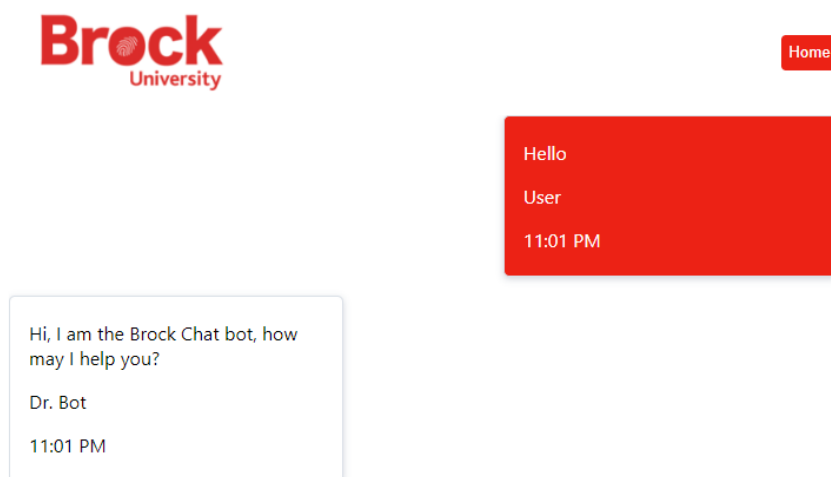 Brock
University
Home
Hello
User
11:01 PM
Hi, I am the Brock Chat bot, how
may I help you?
Dr. Bot
11:01 PM